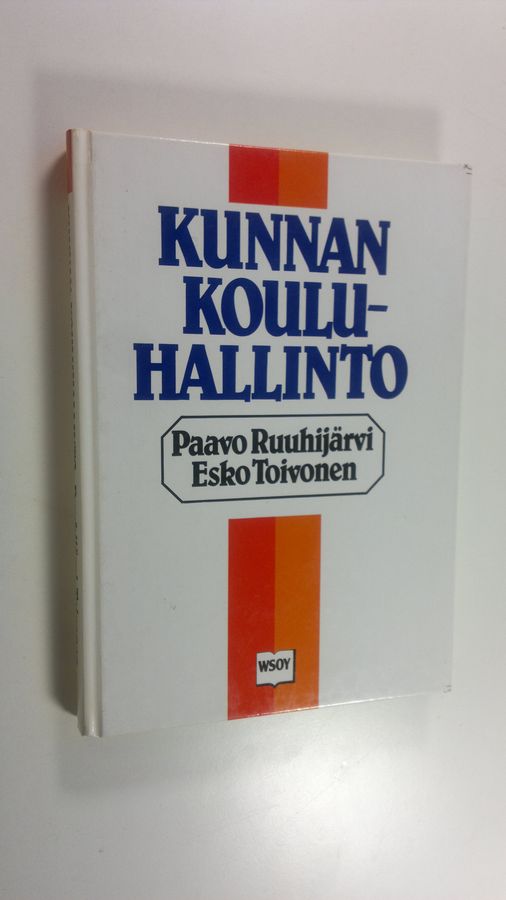 KUNNAN
KOULU-
HALLINTO
Paavo Ruuhijärvi
Esko Toivonen
WSOY